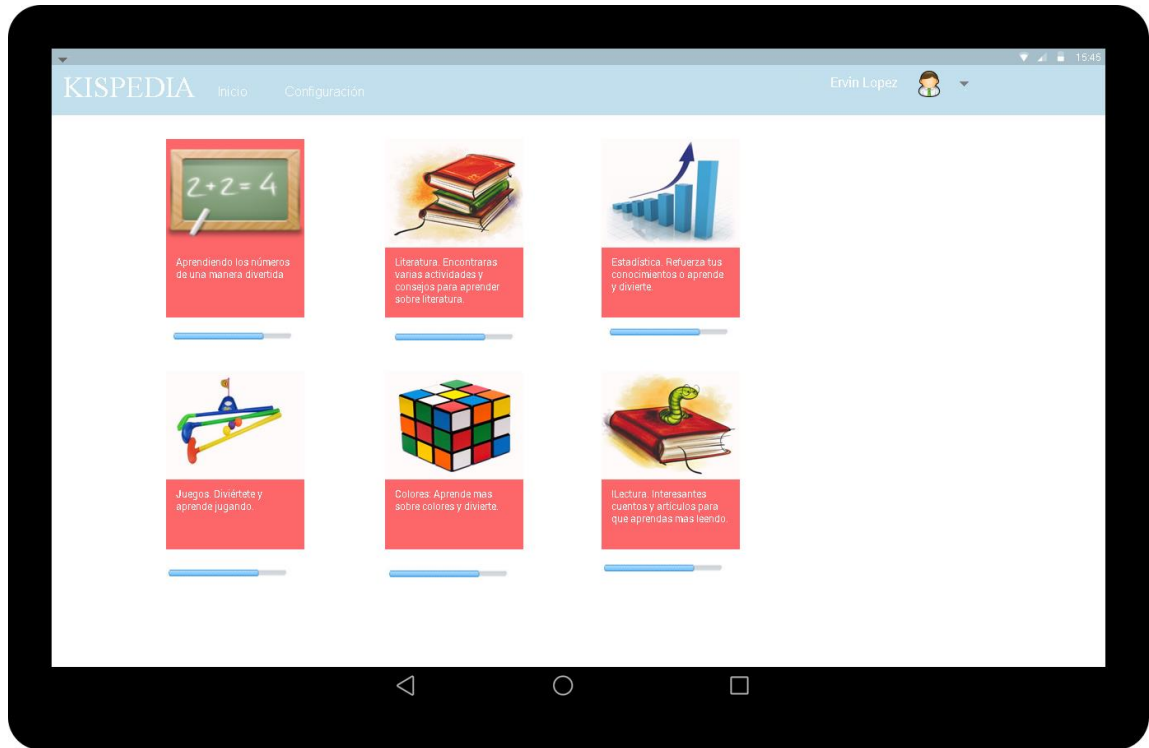 15:45
KISPEDIA Inicio Configuración Ervin Lopez
2+2=4
Aprendiendo los números
de una manera divertida
Literatura. Encontraras
varias actividades y
consejos para aprender
sobre literatura.
Estadística. Refuerza tus
conocimientos o aprende
y divierte.
Juegos. Diviértete y
aprende jugando.
Colores: Aprende mas
sobre colores y divierte.
lLectura. Interesantes
cuentos y artículos para
que aprendas mas leendo.